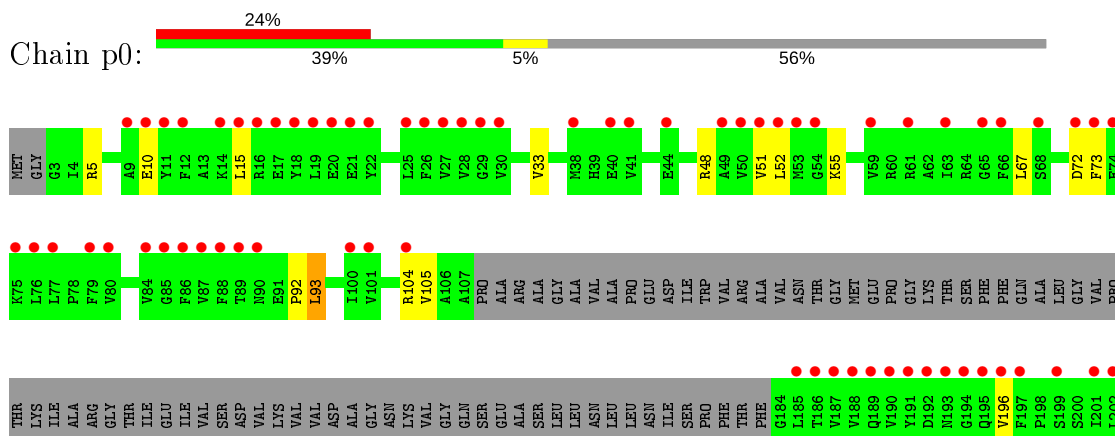 24%
Chain p0:
39% 5% 56%
MET GLY G3 I4 R5 A9 E10 Y11 F12 A13 K14 L15 R16 E17 Y18 L19 E20 E21 Y22 L25 F26 V27 V28 G29 V30 V33 M38 H39 E40 V41 E44 R48 A49 V50 V51 L52 M53 G54 K55 V59 R60 R61 A62 I63 R64 G65 F66 L67 S68 D72 F73
K75 L76 L77 P78 F79 V80 V84 G85 F86 V87 F88 T89 N90 E91 P92 L93 I100 V101 R104 V105 A106 A107 PRO ALA ARG ALA GLY ALA VAL ALA PRO GLU ASP ILE TRP VAL ARG ALA VAL ASN THR GLY MET GLU PRO GLY LYS THR SER PHE PHE GLN ALA LEU GLY VAL PRO
THR LYS ILE ALA ARG GLY THR ILE GLU ILE VAL SER ASP VAL LYS VAL VAL ASP ALA GLY ASN LYS VAL GLY GLN SER GLU ALA SER LEU LEU ASN LEU LEU ASN ILE SER PRO PHE THR PHE G184 L185 T186 V187 V188 Q189 V190 Y191 D192 N193 G194 Q195 V196 F197 P198 S199 S200 I201